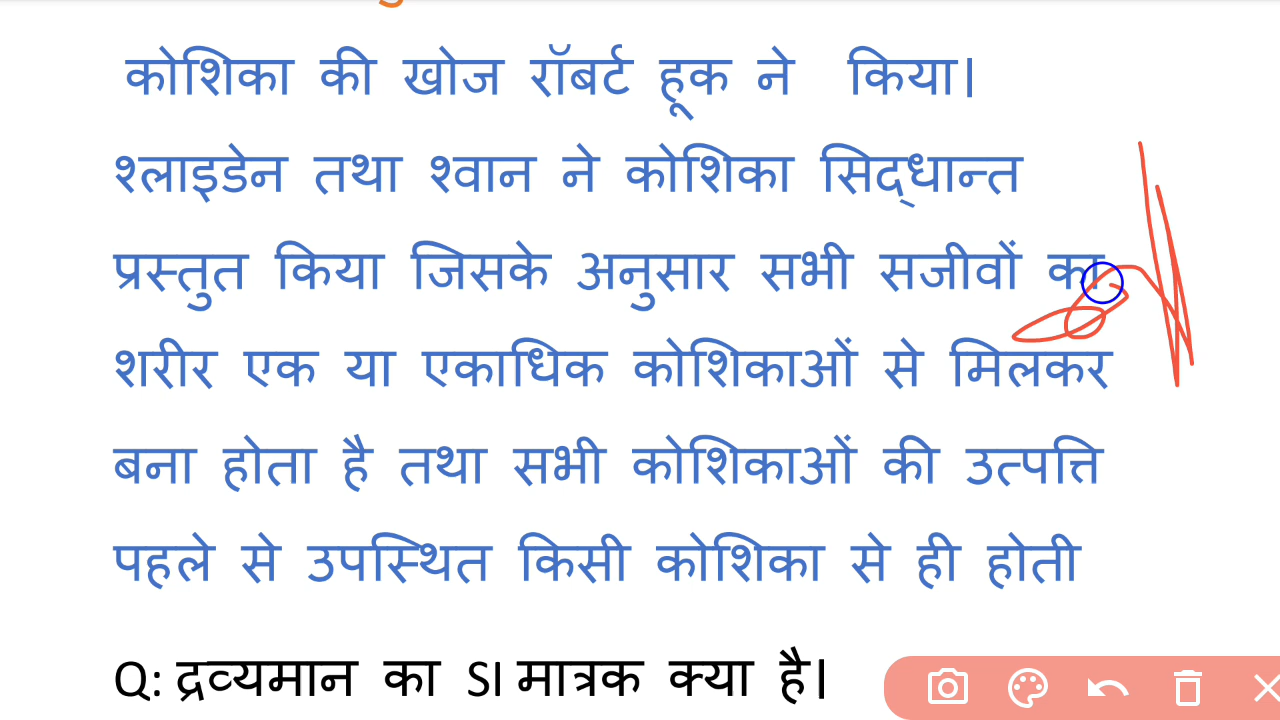 कोशिका की खोज रॉबर्ट हूक ने किया।
श्लाइडेन तथा श्वान ने कोशिका सिद्धान्त
प्रस्तुत किया जिसके अनुसार सभी सजीवों का
शरीर एक या एकाधिक कोशिकाओं से मिलकर
बना होता है तथा सभी कोशिकाओं की उत्पत्ति
पहले से उपस्थित किसी कोशिका से ही होती
Q: द्रव्यमान का SI मात्रक क्या है।